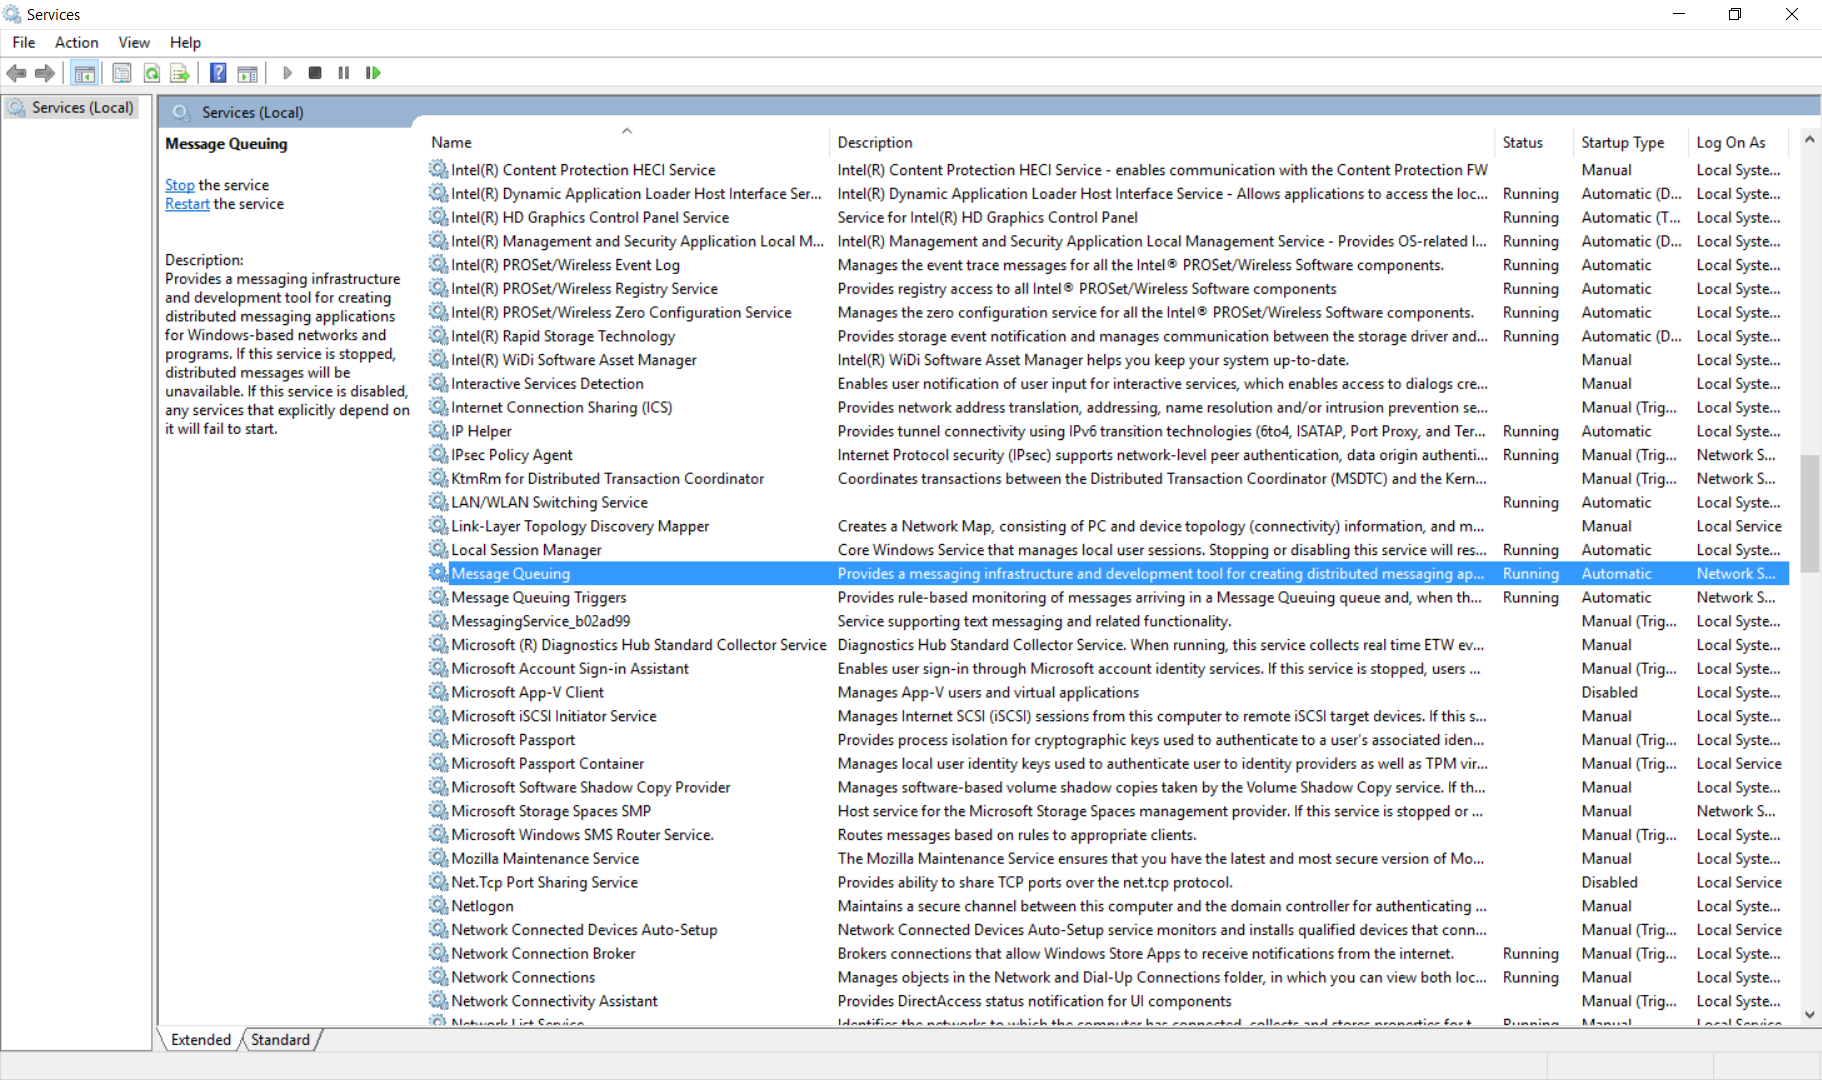 Services
File Action View Help
Services (Local)
Services (Local)
Message Queuing
Stop the service
Restart the service
Description:
Provides a messaging infrastructure
and development tool for creating
distributed messaging applications
for Windows-based networks and
programs. If this service is stopped,
distributed messages will be
unavailable. If this service is disabled,
any services that explicitly depend on
it will fail to start.
Name Description Status Startup Type Log On As
Intel(R) Content Protection HECI Service Intel(R) Content Protection HECI Service - enables communication with the Content Protection FW Manual Local Syste...
Intel(R) Dynamic Application Loader Host Interface Ser... Intel(R) Dynamic Application Loader Host Interface Service - Allows applications to access the loc... Running Automatic (D... Local Syste...
Intel(R) HD Graphics Control Panel Service Service for Intel(R) HD Graphics Control Panel Running Automatic (T... Local Syste...
Intel(R) Management and Security Application Local M... Intel(R) Management and Security Application Local Management Service - Provides OS-related I... Running Automatic (D... Local Syste...
Intel(R) PROSet/Wireless Event Log Manages the event trace messages for all the Intel® PROSet/Wireless Software components. Running Automatic Local Syste...
Intel(R) PROSet/Wireless Registry Service Provides registry access to all Intel® PROSet/Wireless Software components Running Automatic Local Syste...
Intel(R) PROSet/Wireless Zero Configuration Service Manages the zero configuration service for all the Intel® PROSet/Wireless Software components. Running Automatic Local Syste...
Intel(R) Rapid Storage Technology Provides storage event notification and manages communication between the storage driver and... Running Automatic (D... Local Syste...
Intel(R) WiDi Software Asset Manager Intel(R) WiDi Software Asset Manager helps you keep your system up-to-date. Manual Local Syste...
Interactive Services Detection Enables user notification of user input for interactive services, which enables access to dialogs cre... Manual Local Syste...
Internet Connection Sharing (ICS) Provides network address translation, addressing, name resolution and/or intrusion prevention se... Manual (Trig... Local Syste...
IP Helper Provides tunnel connectivity using IPv6 transition technologies (6to4, ISATAP, Port Proxy, and Ter... Running Automatic Local Syste...
IPsec Policy Agent Internet Protocol security (IPsec) supports network-level peer authentication, data origin authenti... Running Manual (Trig... Network S...
KtmRm for Distributed Transaction Coordinator Coordinates transactions between the Distributed Transaction Coordinator (MSDTC) and the Kern... Manual (Trig... Network S...
LAN/WLAN Switching Service Running Automatic Local Syste...
Link-Layer Topology Discovery Mapper Creates a Network Map, consisting of PC and device topology (connectivity) information, and m... Manual Local Service
Local Session Manager Core Windows Service that manages local user sessions. Stopping or disabling this service will res... Running Automatic Local Syste...
Message Queuing Provides a messaging infrastructure and development tool for creating distributed messaging ap... Running Automatic Network S...
Message Queuing Triggers Provides rule-based monitoring of messages arriving in a Message Queuing queue and, when th... Running Automatic Network S...
MessagingService_b02ad99 Service supporting text messaging and related functionality. Manual (Trig... Local Syste...
Microsoft (R) Diagnostics Hub Standard Collector Service Diagnostics Hub Standard Collector Service. When running, this service collects real time ETW ev... Manual Local Syste...
Microsoft Account Sign-in Assistant Enables user sign-in through Microsoft account identity services. If this service is stopped, users ... Manual (Trig... Local Syste...
Microsoft App-V Client Manages App-V users and virtual applications Disabled Local Syste...
Microsoft iSCSI Initiator Service Manages Internet SCSI (iSCSI) sessions from this computer to remote iSCSI target devices. If this s... Manual Local Syste...
Microsoft Passport Provides process isolation for cryptographic keys used to authenticate to a user's associated iden... Manual (Trig... Local Syste...
Microsoft Passport Container Manages local user identity keys used to authenticate user to identity providers as well as TPM vir... Manual (Trig... Local Service
Microsoft Software Shadow Copy Provider Manages software-based volume shadow copies taken by the Volume Shadow Copy service. If th... Manual Local Syste...
Microsoft Storage Spaces SMP Host service for the Microsoft Storage Spaces management provider. If this service is stopped or ... Manual Network S...
Microsoft Windows SMS Router Service. Routes messages based on rules to appropriate clients. Manual (Trig... Local Syste...
Mozilla Maintenance Service The Mozilla Maintenance Service ensures that you have the latest and most secure version of Mo... Manual Local Syste...
Net.Tcp Port Sharing Service Provides ability to share TCP ports over the net.tcp protocol. Disabled Local Service
Netlogon Maintains a secure channel between this computer and the domain controller for authenticating ... Manual Local Syste...
Network Connected Devices Auto-Setup Network Connected Devices Auto-Setup service monitors and installs qualified devices that conn... Manual (Trig... Local Service
Network Connection Broker Brokers connections that allow Windows Store Apps to receive notifications from the internet. Running Manual (Trig... Local Syste...
Network Connections Manages objects in the Network and Dial-Up Connections folder, in which you can view both loc... Running Manual Local Syste...
Network Connectivity Assistant Provides DirectAccess status notification for UI components Manual (Trig... Local Syste...
Network List Service Identifies the networks to which the computer has connected, collects and stores properties for t... Running Manual Local Service
Extended Standard